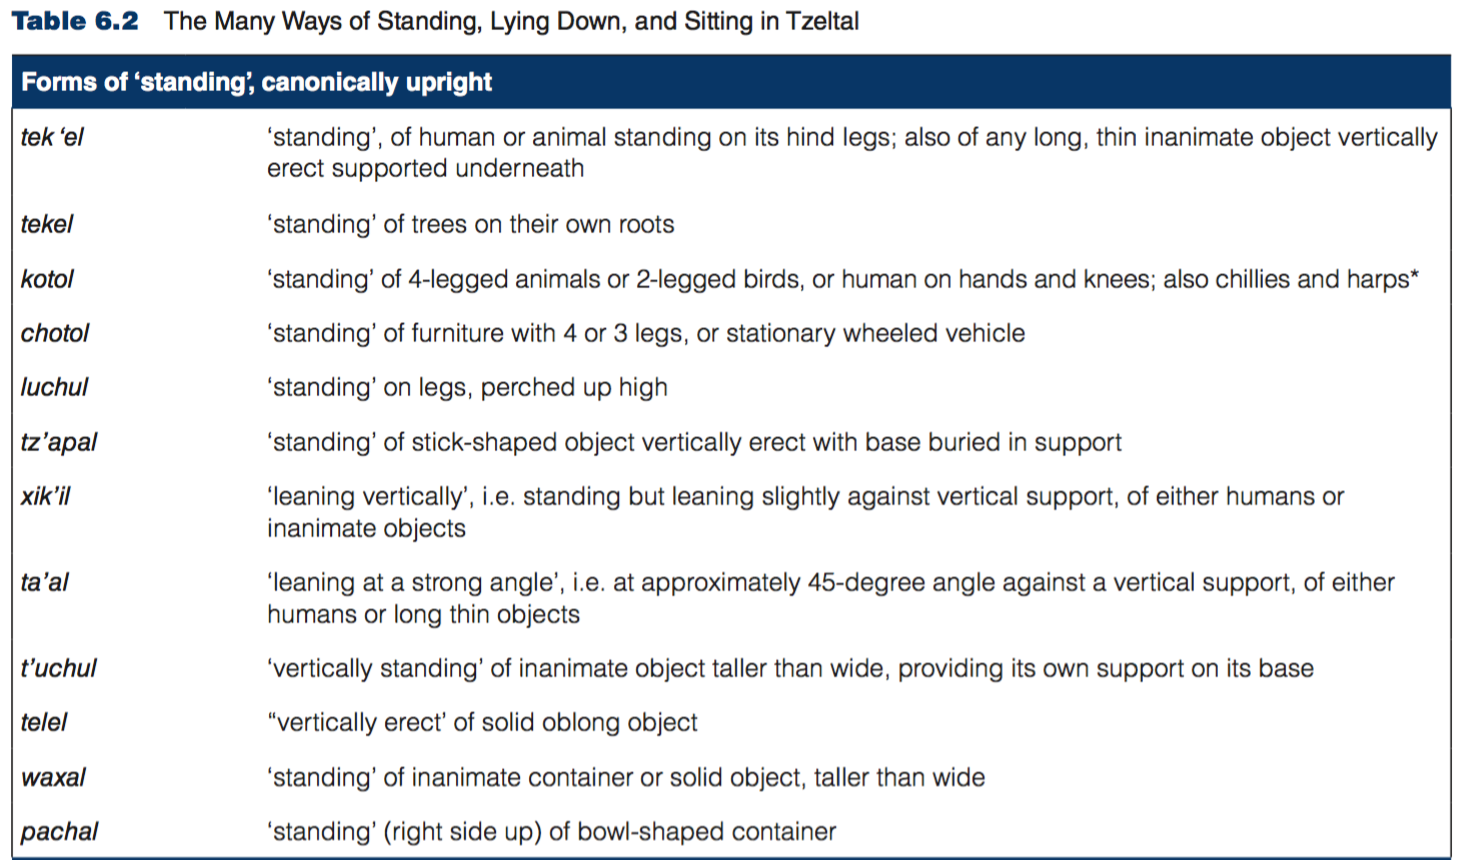 Table 6.2 The Many Ways of Standing, Lying Down, and Sitting in Tzeltal
Forms of ‘standing’, canonically upright
tek ‘el ‘standing’, of human or animal standing on its hind legs; also of any long, thin inanimate object vertically
erect supported underneath
tekel ‘standing’ of trees on their own roots
kotol ‘standing’ of 4-legged animals or 2-legged birds, or human on hands and knees; also chillies and harps*
chotol ‘standing’ of furniture with 4 or 3 legs, or stationary wheeled vehicle
luchul ‘standing’ on legs, perched up high
tz’apal ‘standing’ of stick-shaped object vertically erect with base buried in support
xik’il ‘leaning vertically’, i.e. standing but leaning slightly against vertical support, of either humans or
inanimate objects
ta’al ‘leaning at a strong angle’, i.e. at approximately 45-degree angle against a vertical support, of either
humans or long thin objects
t’uchul ‘vertically standing’ of inanimate object taller than wide, providing its own support on its base
telel “vertically erect’ of solid oblong object
waxal ‘standing’ of inanimate container or solid object, taller than wide
pachal ‘standing’ (right side up) of bowl-shaped container